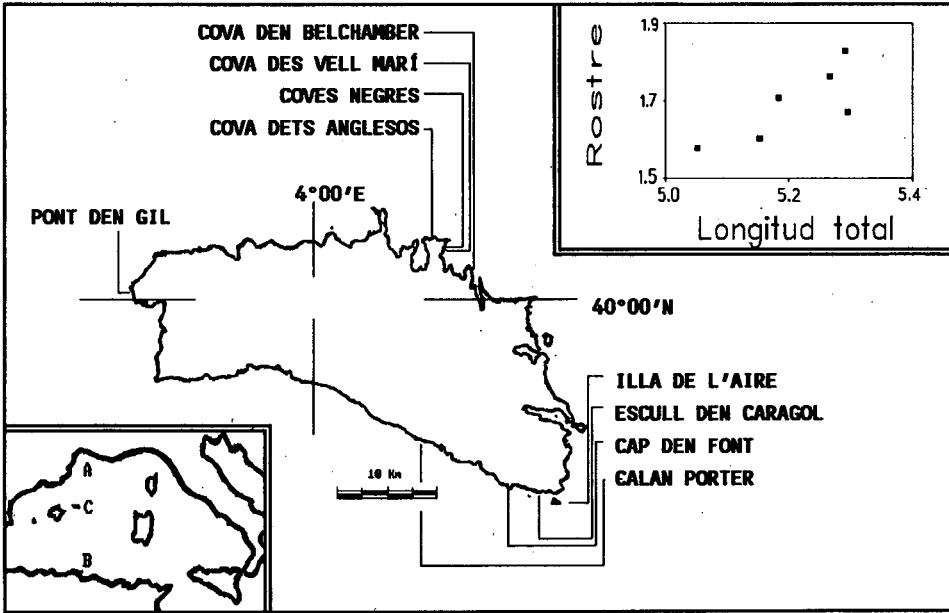 COVA DEN BELCHAMBER
COVA DES VELL MARÍ
COVES NEGRES
COVA DETS ANGLESOS
4°00'E
PONT DEN GIL
40°00'N
ILLA DE L'AIRE
ESCULL DEN CARAGOL
CAP DEN FONT
CALAN PORTER
10 Km
A
C
B
Rostre
1.9
1.7
1.5
5.0 5.2 5.4
Longitud total